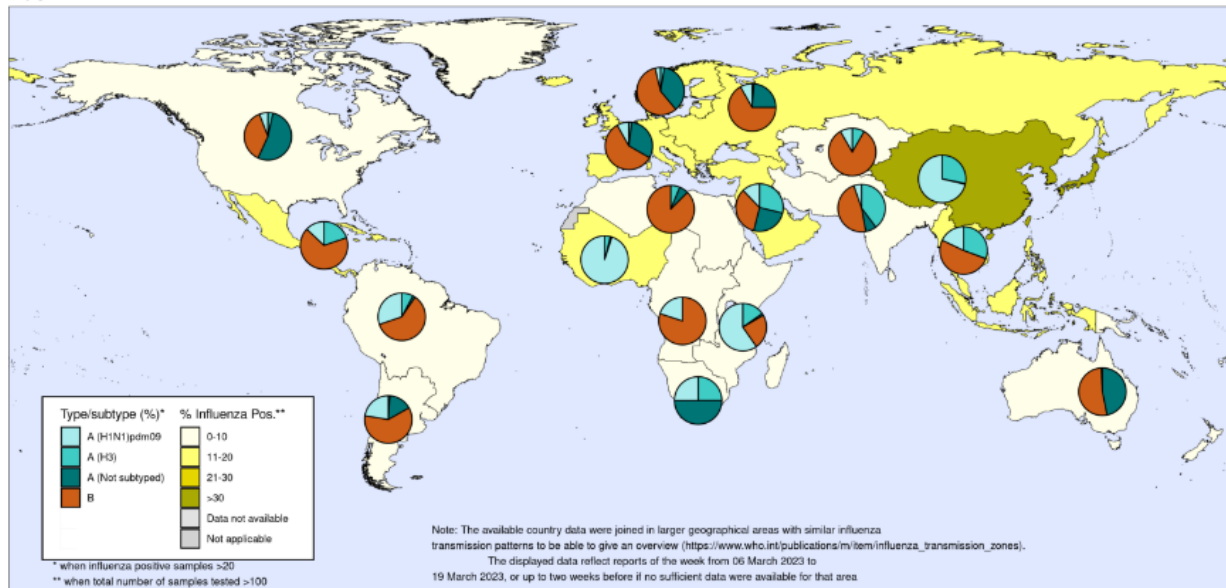 Type/subtype (%)*
A (H1N1)pdm09
A (H3)
A (Not subtyped)
B
% Influenza Pos.**
0-10
11-20
21-30
>30
Data not available
Not applicable
* when influenza positive samples >20
** when total number of samples tested >100
Note: The available country data were joined in larger geographical areas with similar influenza
transmission patterns to be able to give an overview (https://www.who.int/publications/m/item/influenza_transmission_zones).
The displayed data reflect reports of the week from 06 March 2023 to
19 March 2023, or up to two weeks before if no sufficient data were available for that area